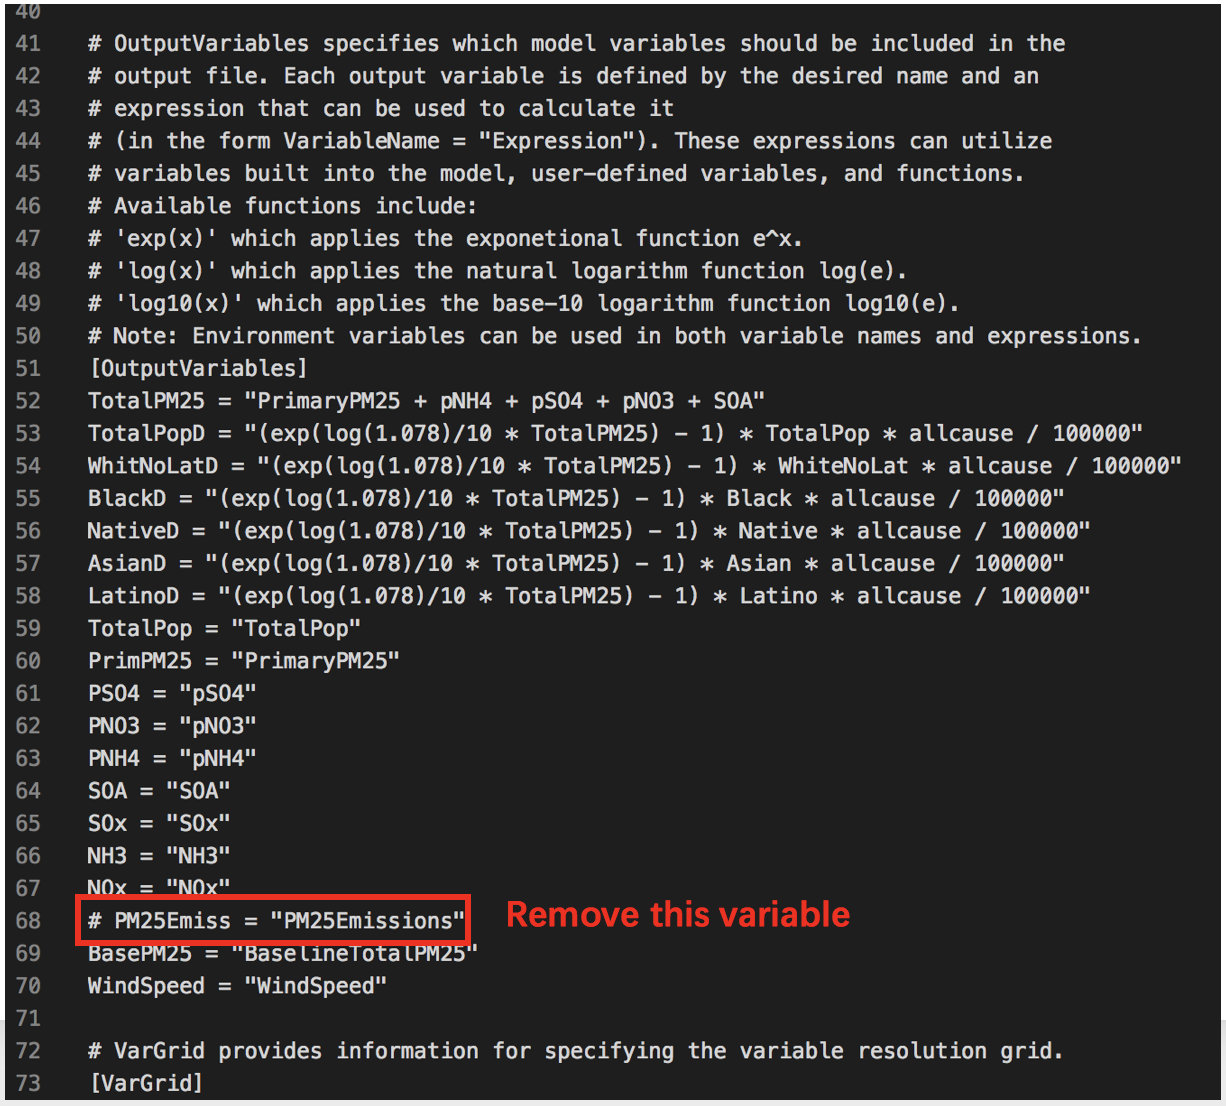 40
41 # OutputVariables specifies which model variables should be included in the
42 # output file. Each output variable is defined by the desired name and an
43 # expression that can be used to calculate it
44 # (in the form VariableName = "Expression"). These expressions can utilize
45 # variables built into the model, user-defined variables, and functions.
46 # Available functions include:
47 # 'exp(x)' which applies the exponetional function e^x.
48 # 'log(x)' which applies the natural logarithm function log(e).
49 # 'log10(x)' which applies the base-10 logarithm function log10(e).
50 # Note: Environment variables can be used in both variable names and expressions.
51 [OutputVariables]
52 TotalPM25 = "PrimaryPM25 + pNH4 + pSO4 + pNO3 + SOA"
53 TotalPopD = "(exp(log(1.078)/10 * TotalPM25) - 1) * TotalPop * allcause / 100000"
54 WhitNoLatD = "(exp(log(1.078)/10 * TotalPM25) - 1) * WhiteNoLat * allcause / 100000"
55 BlackD = "(exp(log(1.078)/10 * TotalPM25) - 1) * Black * allcause / 100000"
56 NativeD = "(exp(log(1.078)/10 * TotalPM25) - 1) * Native * allcause / 100000"
57 AsianD = "(exp(log(1.078)/10 * TotalPM25) - 1) * Asian * allcause / 100000"
58 LatinoD = "(exp(log(1.078)/10 * TotalPM25) - 1) * Latino * allcause / 100000"
59 TotalPop = "TotalPop"
60 PrimPM25 = "PrimaryPM25"
61 PSO4 = "pSO4"
62 PNO3 = "pNO3"
63 PNH4 = "pNH4"
64 SOA = "SOA"
65 SOx = "SOx"
66 NH3 = "NH3"
67 NOx = "NOx"
68 # PM25Emiss = "PM25Emissions" Remove this variable
69 BasePM25 = "BaselineTotalPM25"
70 WindSpeed = "WindSpeed"
71
72 # VarGrid provides information for specifying the variable resolution grid.
73 [VarGrid]